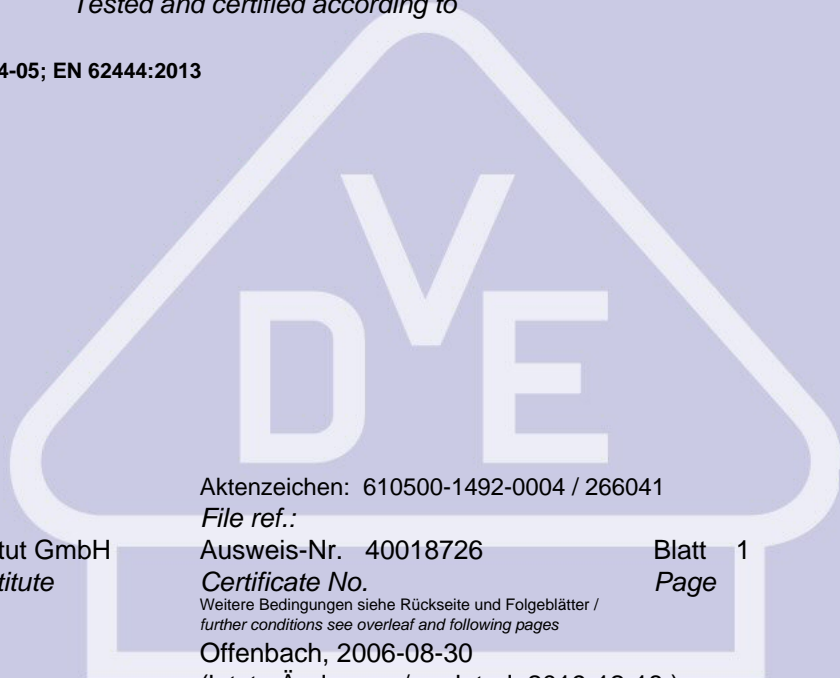 Tested and certified according to
4-05; EN 62444:2013
D V E
Aktenzeichen: 610500-1492-0004 / 266041
File ref.:
tut GmbH Ausweis-Nr. 40018726 Blatt 1
titute Certificate No. Page
Weitere Bedingungen siehe Rückseite und Folgeblätter /
further conditions see overleaf and following pages
Offenbach, 2006-08-30